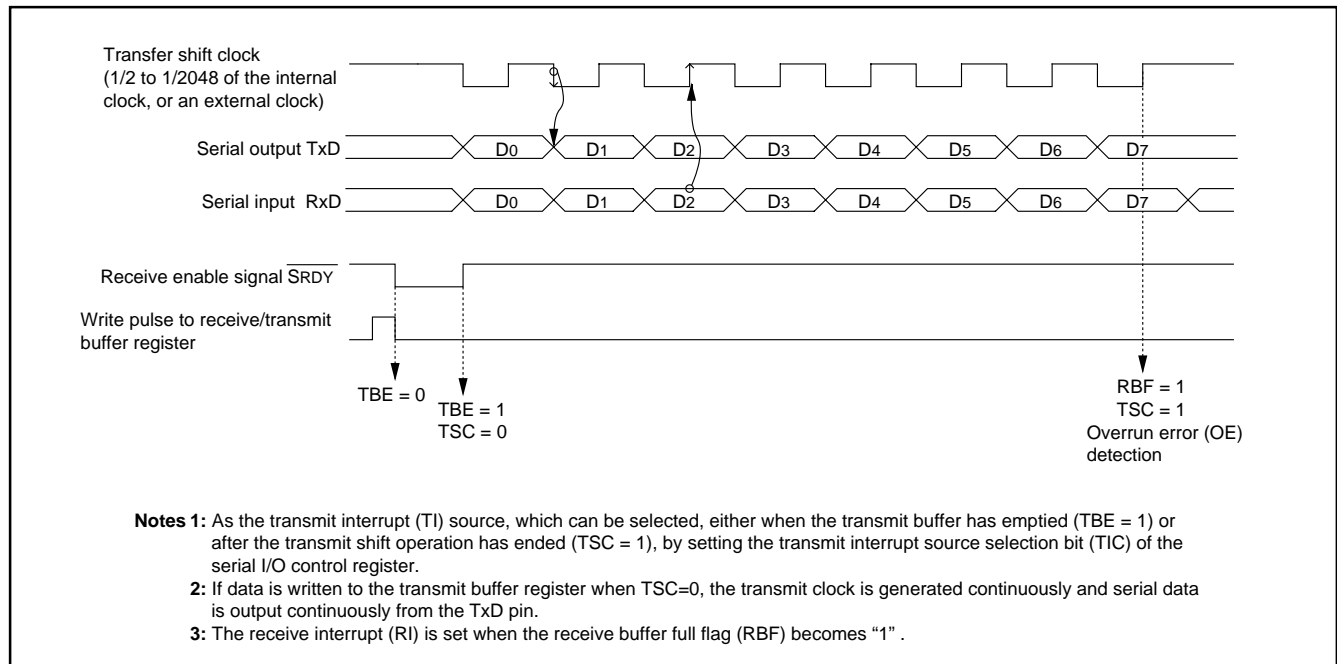 Transfer shift clock
(1/2 to 1/2048 of the internal
clock, or an external clock)
Serial output TxD
D0 D1 D2 D3 D4 D5 D6 D7
Serial input RxD
D0 D1 D2 D3 D4 D5 D6 D7
Receive enable signal SRDY
Write pulse to receive/transmit
buffer register
TBE = 0
TBE = 1
TSC = 0
RBF = 1
TSC = 1
Overrun error (OE)
detection
Notes 1: As the transmit interrupt (TI) source, which can be selected, either when the transmit buffer has emptied (TBE = 1) or
after the transmit shift operation has ended (TSC = 1), by setting the transmit interrupt source selection bit (TIC) of the
serial I/O control register.
2: If data is written to the transmit buffer register when TSC=0, the transmit clock is generated continuously and serial data
is output continuously from the TxD pin.
3: The receive interrupt (RI) is set when the receive buffer full flag (RBF) becomes “1” .